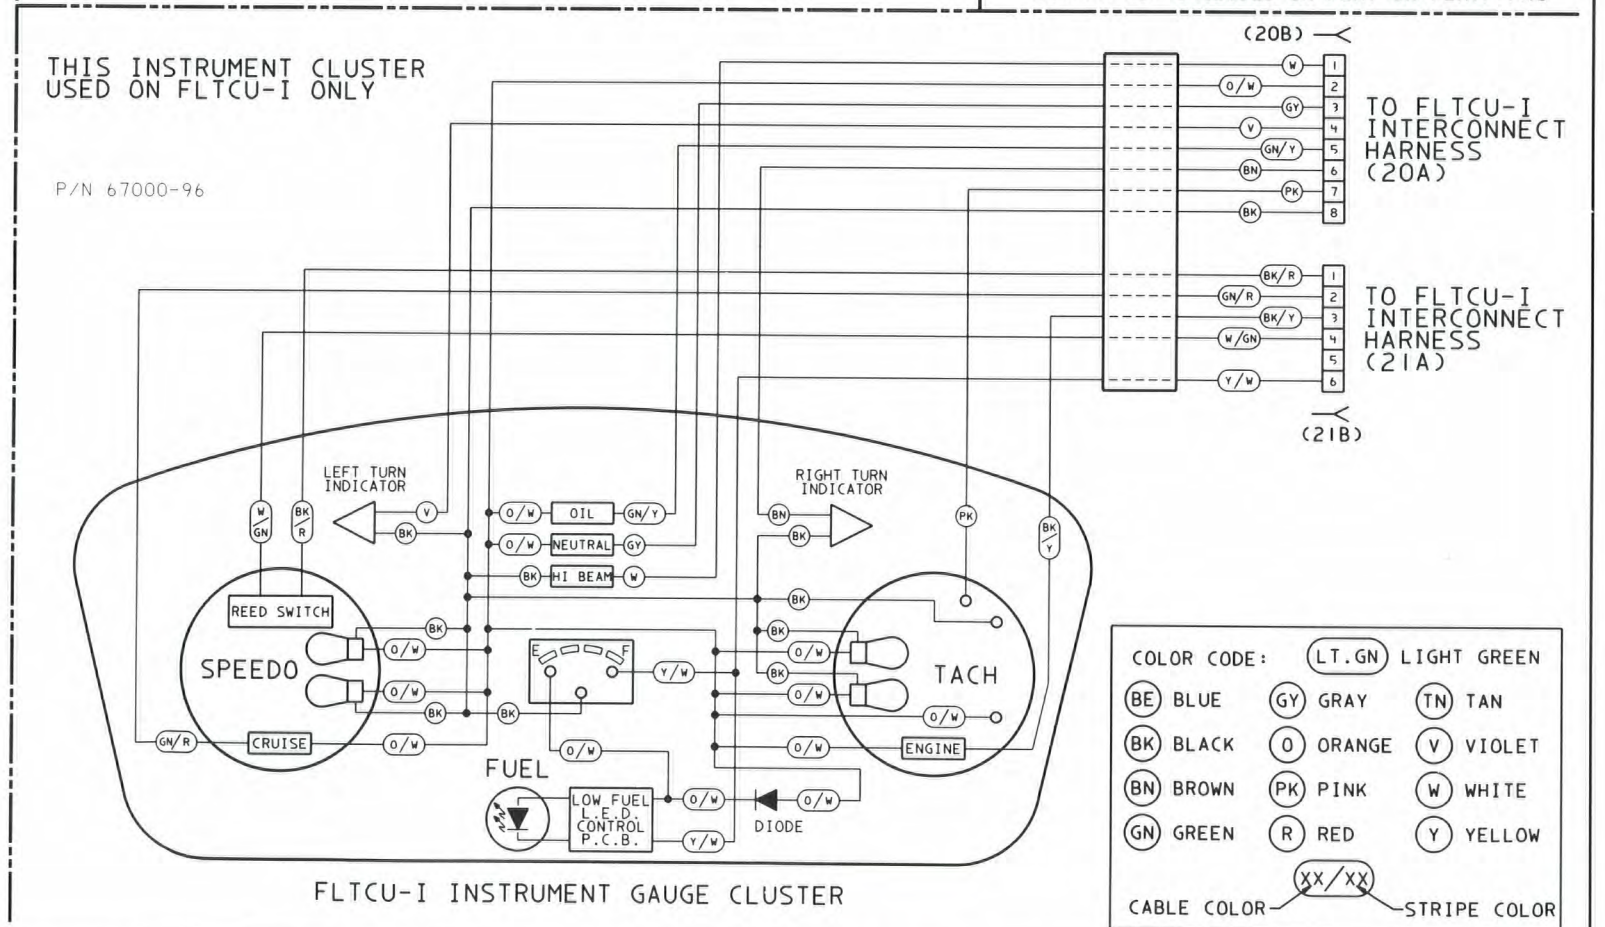 (20B)
THIS INSTRUMENT CLUSTER
USED ON FLTCU-I ONLY
P/N 67000-96
W 1
O/W 2
GY 3
V 4
GN/Y 5
BN 6
PK 7
BK 8
TO FLTCU-I
INTERCONNECT
HARNESS
(20A)
BK/R 1
GN/R 2
BK/Y 3
W/GN 4
5
Y/W 6
TO FLTCU-I
INTERCONNECT
HARNESS
(21A)
(21B)
LEFT TURN
INDICATOR
RIGHT TURN
INDICATOR
W/GN
BK/R
V
BK
O/W OIL GN/Y
O/W NEUTRAL GY
BK HI BEAM W
BN
BK
PK
BK/Y
REED SWITCH
SPEEDO
BK
O/W
O/W
BK
BK
E F
Y/W
BK
BK
O/W
BK
O/W
O/W
TACH
GN/R CRUISE O/W
O/W
O/W ENGINE
FUEL
LOW FUEL
L.E.D.
CONTROL
P.C.B.
O/W
O/W
DIODE
Y/W
FLTCU-I INSTRUMENT GAUGE CLUSTER
COLOR CODE: LT.GN LIGHT GREEN
BE BLUE GY GRAY TN TAN
BK BLACK O ORANGE V VIOLET
BN BROWN PK PINK W WHITE
GN GREEN R RED Y YELLOW
XX/XX
CABLE COLOR STRIPE COLOR